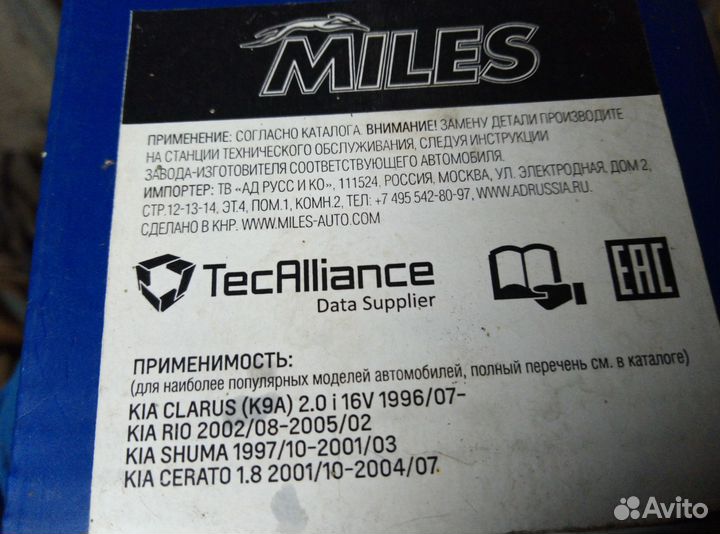 MILES
ПРИМЕНЕНИЕ: СОГЛАСНО КАТАЛОГА. ВНИМАНИЕ! ЗАМЕНУ ДЕТАЛИ ПРОИЗВОДИТЕ
НА СТАНЦИИ ТЕХНИЧЕСКОГО ОБСЛУЖИВАНИЯ, СЛЕДУЯ ИНСТРУКЦИИ
ЗАВОДА-ИЗГОТОВИТЕЛЯ СООТВЕТСТВУЮЩЕГО АВТОМОБИЛЯ.
ИМПОРТЕР: ТВ «АД РУСС И КО», 111524, РОССИЯ, МОСКВА, УЛ. ЭЛЕКТРОДНАЯ, ДОМ 2,
СТР.12-13-14, ЭТ.4, ПОМ.1, КОМН.2, ТЕЛ: +7 495 542-80-97, WWW.ADRUSSIA.RU.
СДЕЛАНО В КНР. WWW.MILES-AUTO.COM
TecAlliance
Data Supplier
EAC
ПРИМЕНИМОСТЬ:
(для наиболее популярных моделей автомобилей, полный перечень см. в каталоге)
KIA CLARUS (K9A) 2.0 i 16V 1996/07-
KIA RIO 2002/08-2005/02
KIA SHUMA 1997/10-2001/03
KIA CERATO 1.8 2001/10-2004/07
Avito